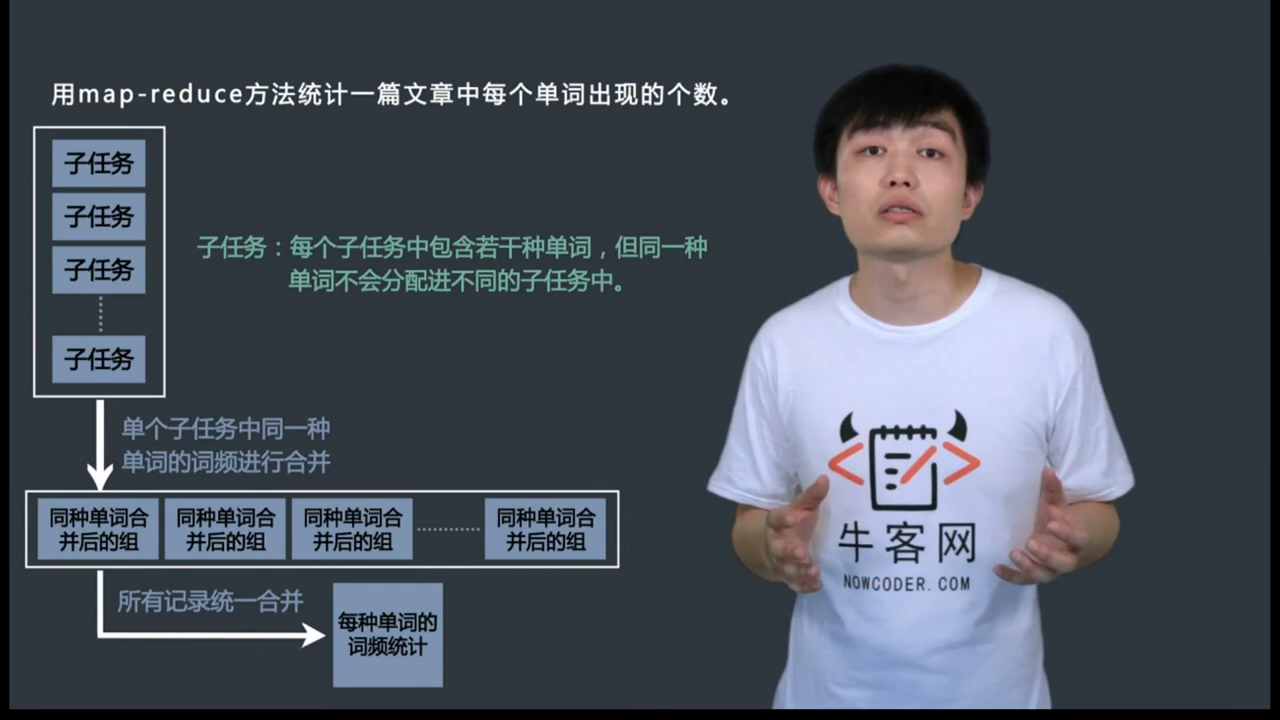 用map-reduce方法统计一篇文章中每个单词出现的个数。
子任务
子任务
子任务
子任务
子任务：每个子任务中包含若干种单词，但同一种
单词不会分配进不同的子任务中。
单个子任务中同一种
单词的词频进行合并
同种单词合
并后的组
同种单词合
并后的组
同种单词合
并后的组
同种单词合
并后的组
所有记录统一合并
每种单词的
词频统计
牛客网
NOWCODER.COM